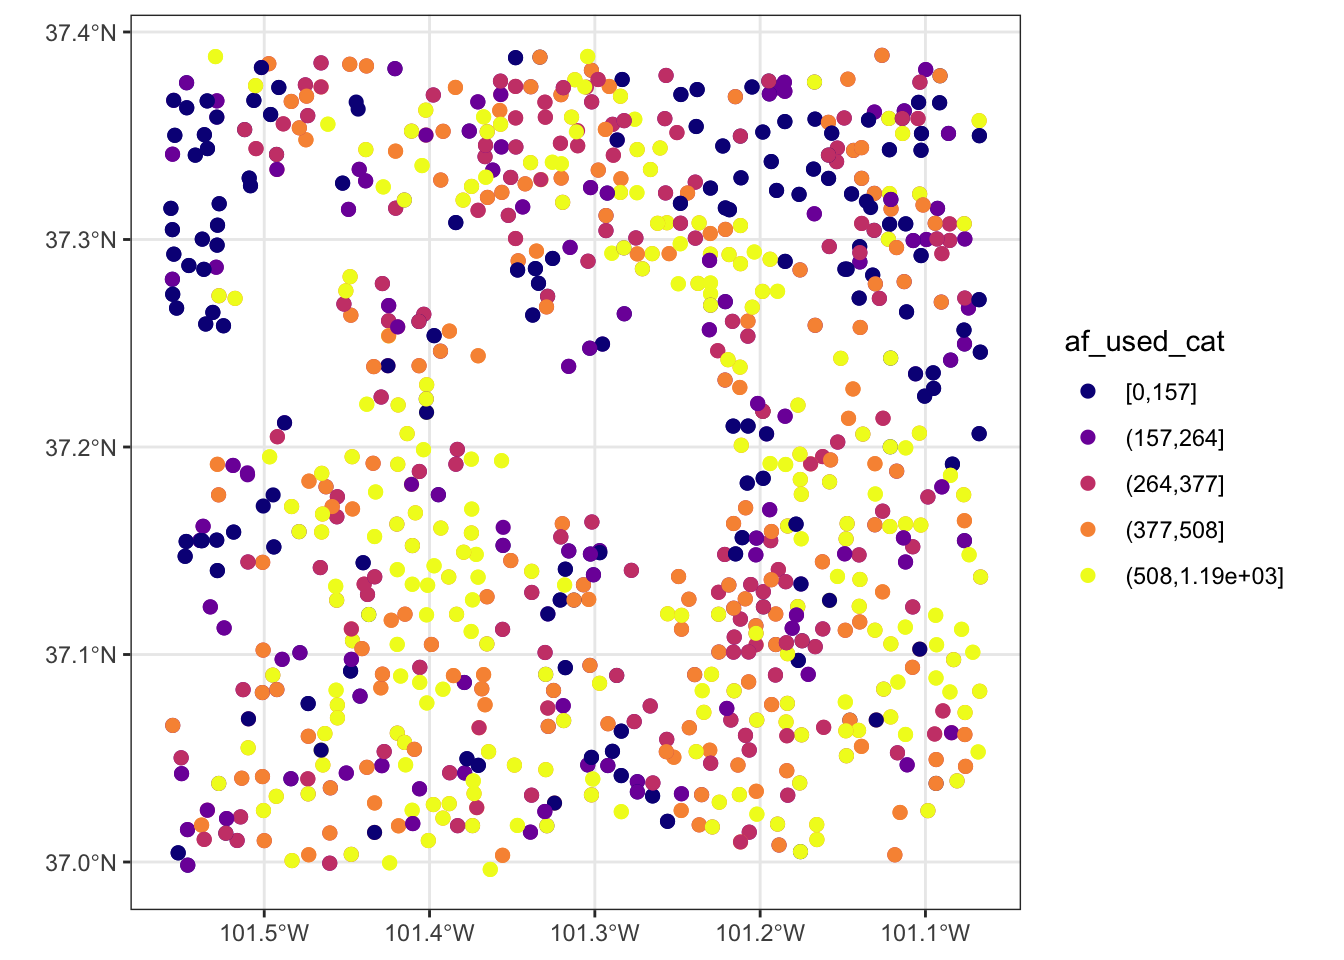 37.4°N
37.3°N
37.2°N
37.1°N
37.0°N
101.5°W
101.4°W
101.3°W
101.2°W
101.1°W
af_used_cat
[0,157]
(157,264]
(264,377]
(377,508]
(508,1.19e+03]